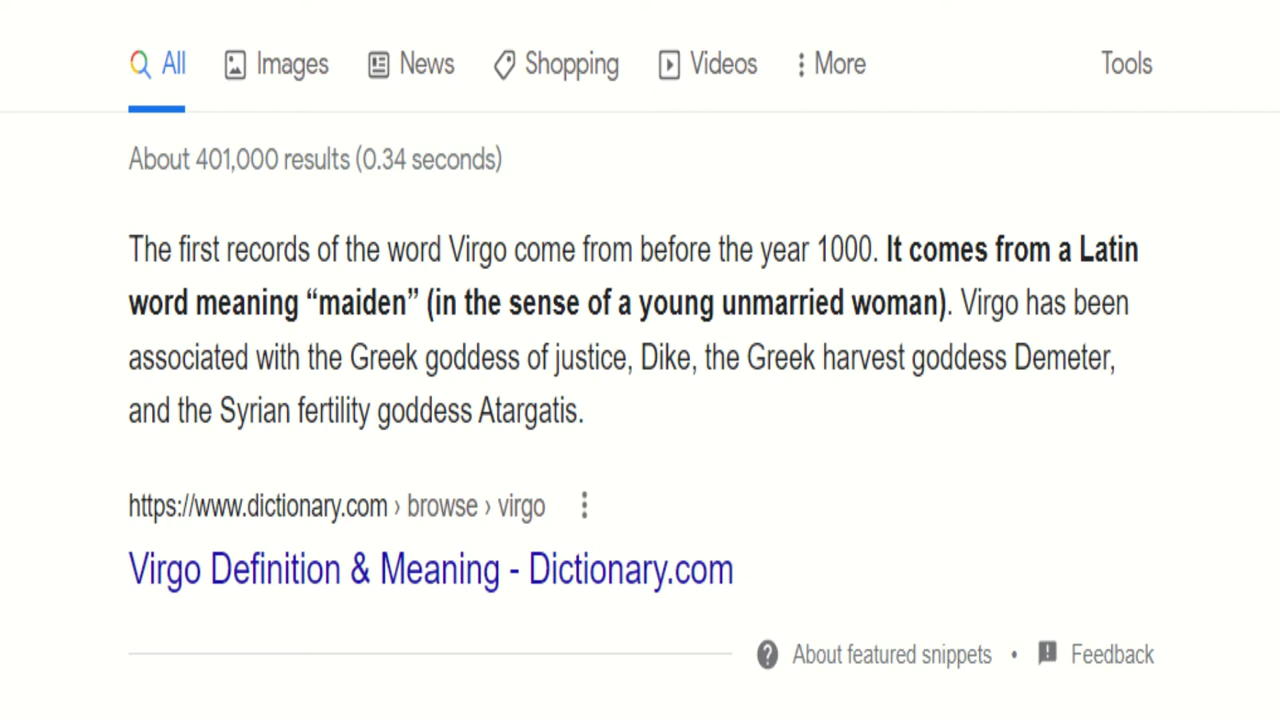 All Images News Shopping Videos More Tools
About 401,000 results (0.34 seconds)
The first records of the word Virgo come from before the year 1000. It comes from a Latin
word meaning “maiden” (in the sense of a young unmarried woman). Virgo has been
associated with the Greek goddess of justice, Dike, the Greek harvest goddess Demeter,
and the Syrian fertility goddess Atargatis.
https://www.dictionary.com › browse › virgo
Virgo Definition & Meaning - Dictionary.com
About featured snippets • Feedback